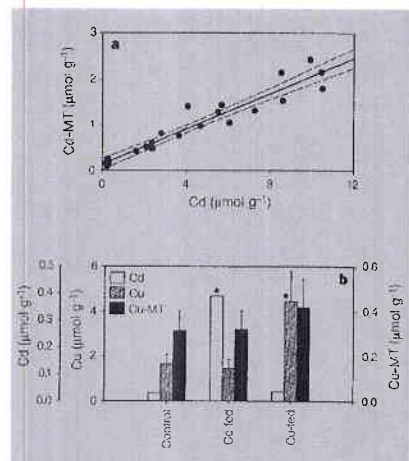 a
Cd-MT (µmol g⁻¹)
3
2
1
0
0 4 8 12
Cd (µmol g⁻¹)
b
Cd (µmol g⁻¹)
0.5
0.4
0.3
0.2
0.1
0.0
Cu (µmol g⁻¹)
6
4
2
0
Cd
Cu
Cu-MT
* *
Cu-MT (µmol g⁻¹)
0.6
0.4
0.2
0.0
Control
Cd-fed
Cu-fed